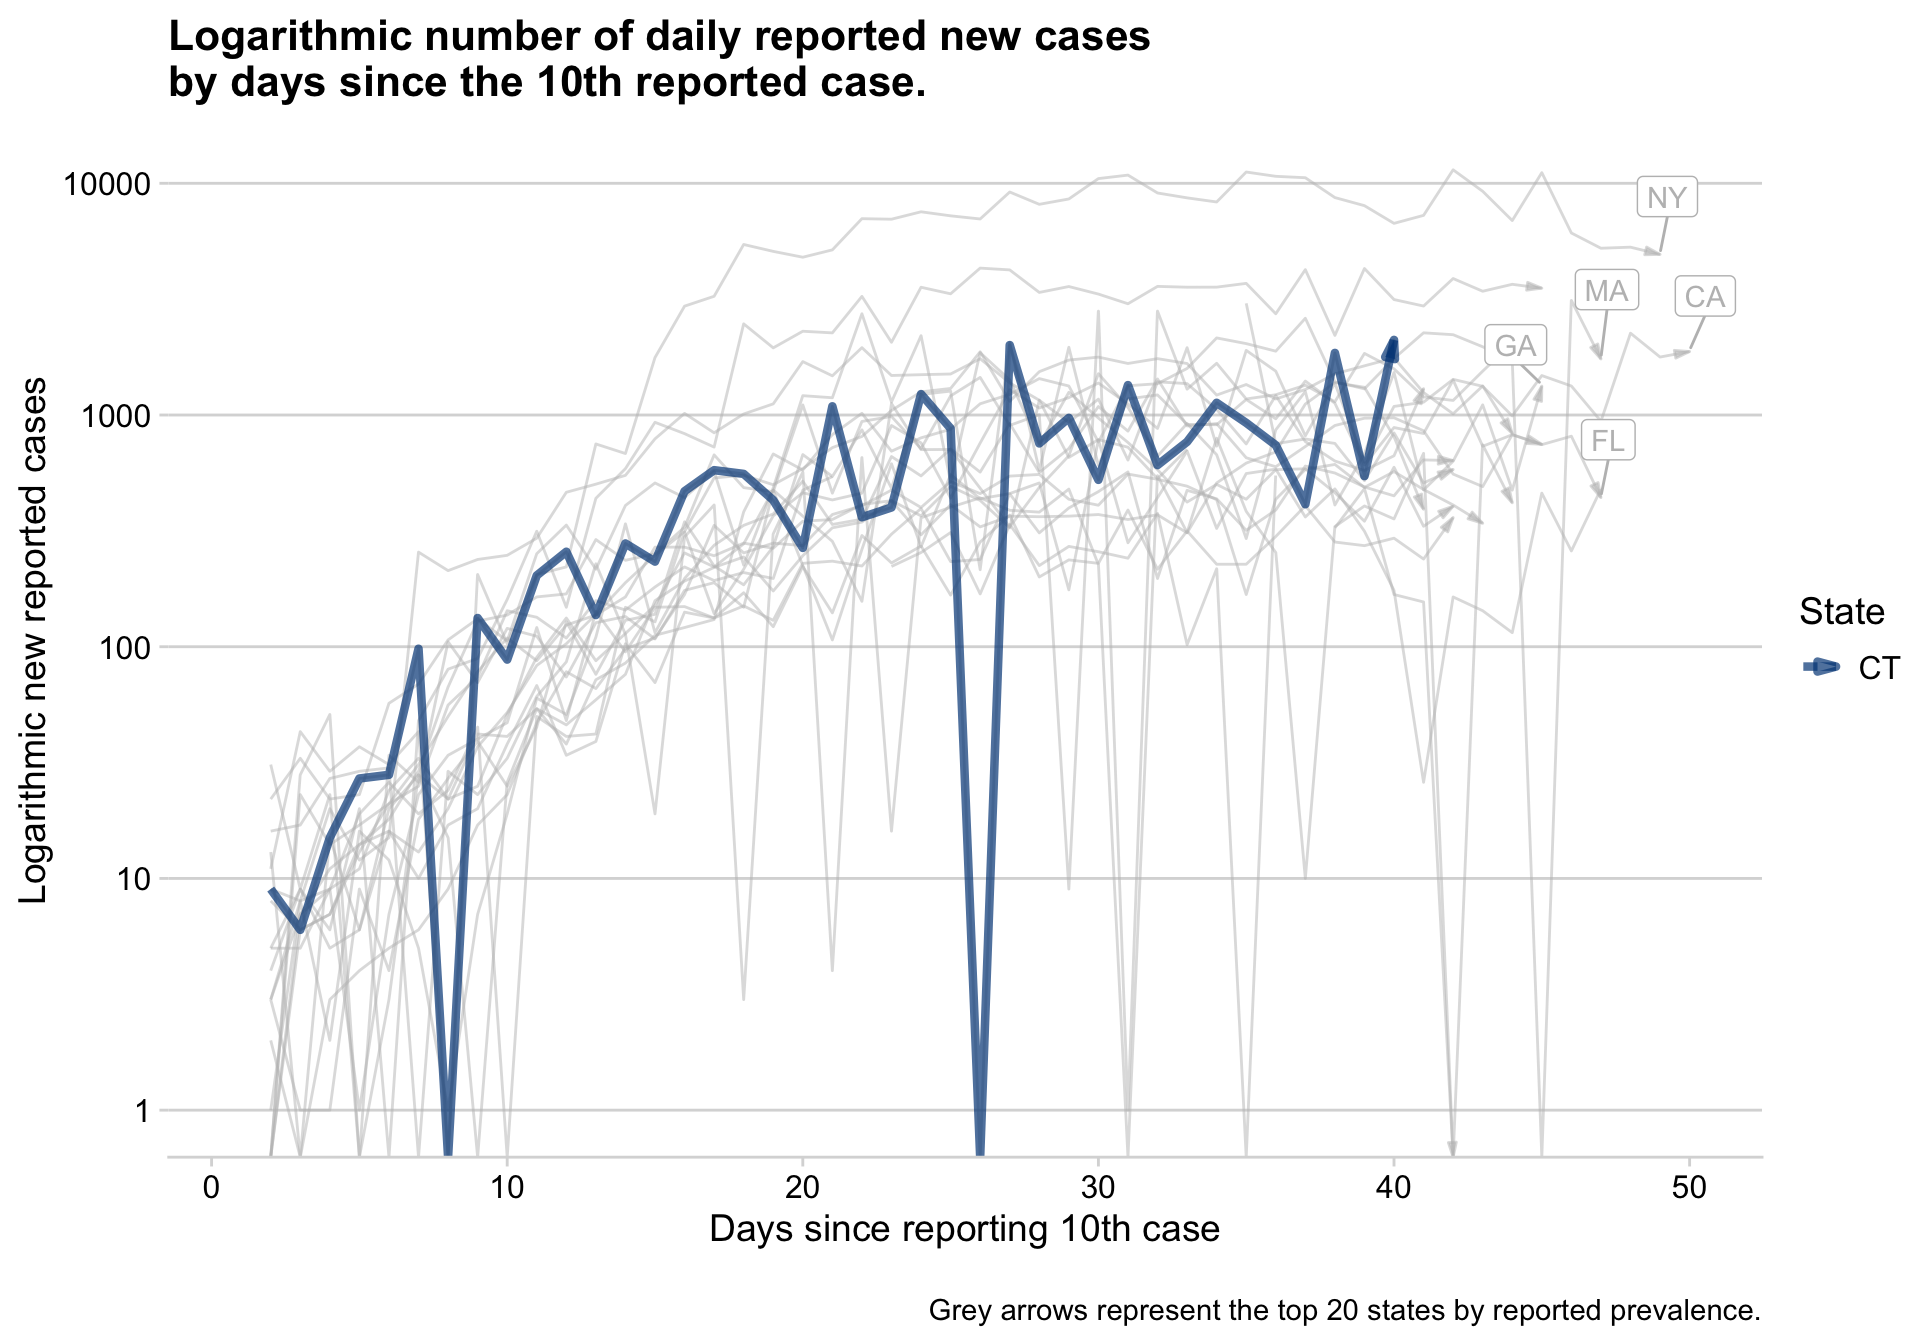 Logarithmic number of daily reported new cases
by days since the 10th reported case.
Logarithmic new reported cases
10000
1000
100
10
1
NY
MA
CA
GA
FL
State
CT
0
10
20
30
40
50
Days since reporting 10th case
Grey arrows represent the top 20 states by reported prevalence.